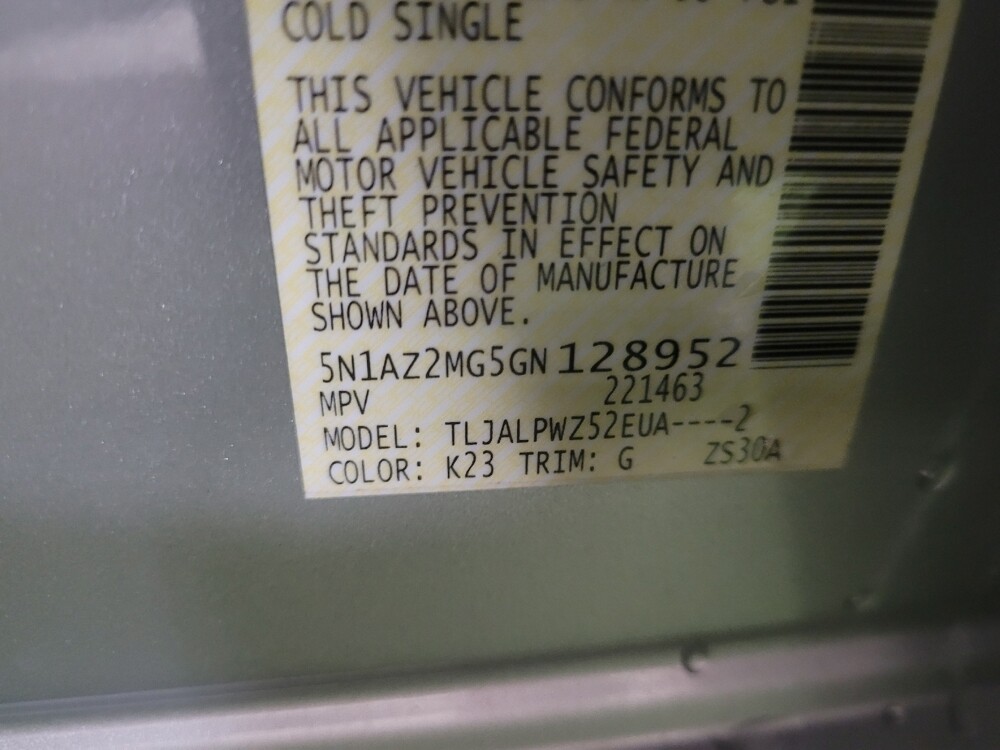 COLD SINGLE
THIS VEHICLE CONFORMS TO
ALL APPLICABLE FEDERAL
MOTOR VEHICLE SAFETY AND
THEFT PREVENTION
STANDARDS IN EFFECT ON
THE DATE OF MANUFACTURE
SHOWN ABOVE.
5N1AZ2MG5GN128952
MPV 221463
MODEL: TLJALPWZ52EUA----2
COLOR: K23 TRIM: G ZS30A